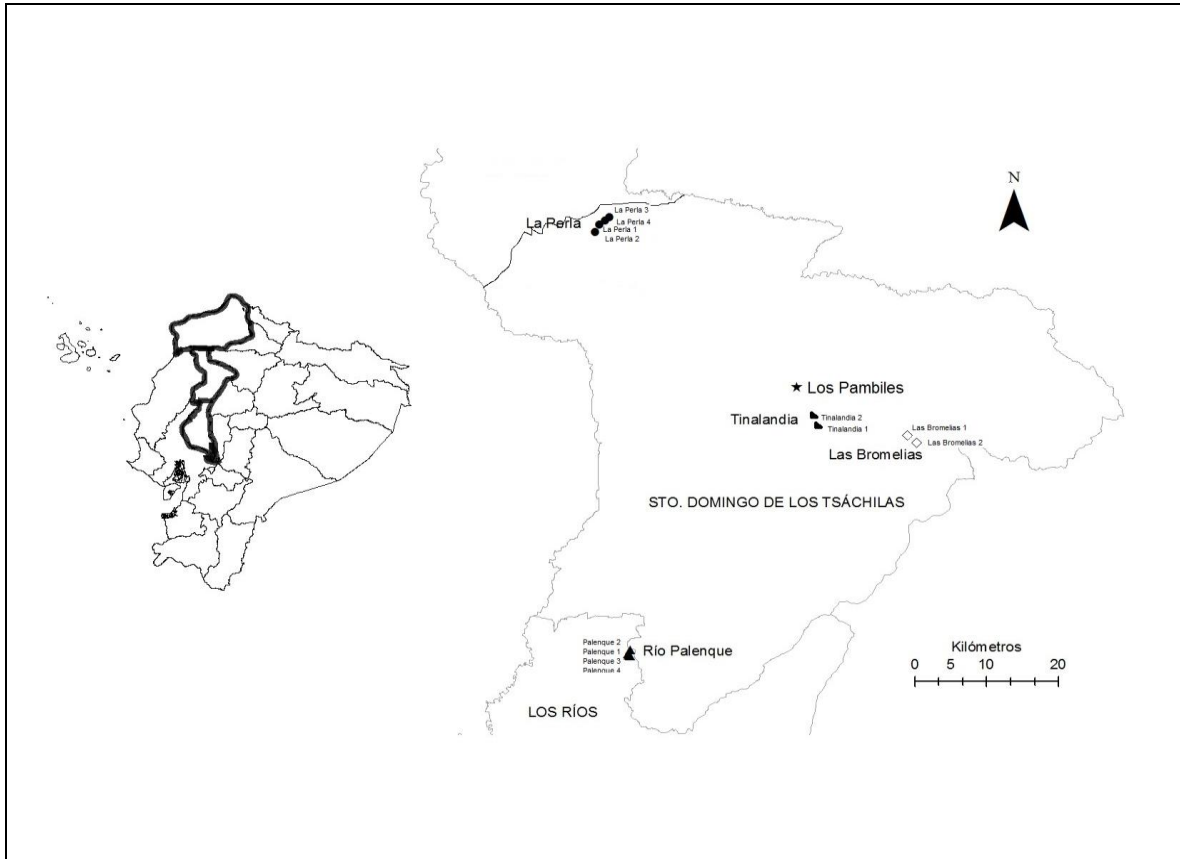 N
La Perla
La Perla 3
La Perla 4
La Perla 1
La Perla 2
Los Pambiles
Tinalandia
Tinalandia 2
Tinalandia 1
Las Bromelias 1
Las Bromelias 2
Las Bromelias
STO. DOMINGO DE LOS TSÁCHILAS
Palenque 2
Palenque 1
Palenque 3
Palenque 4
Río Palenque
LOS RÍOS
Kilómetros
0 5 10 20